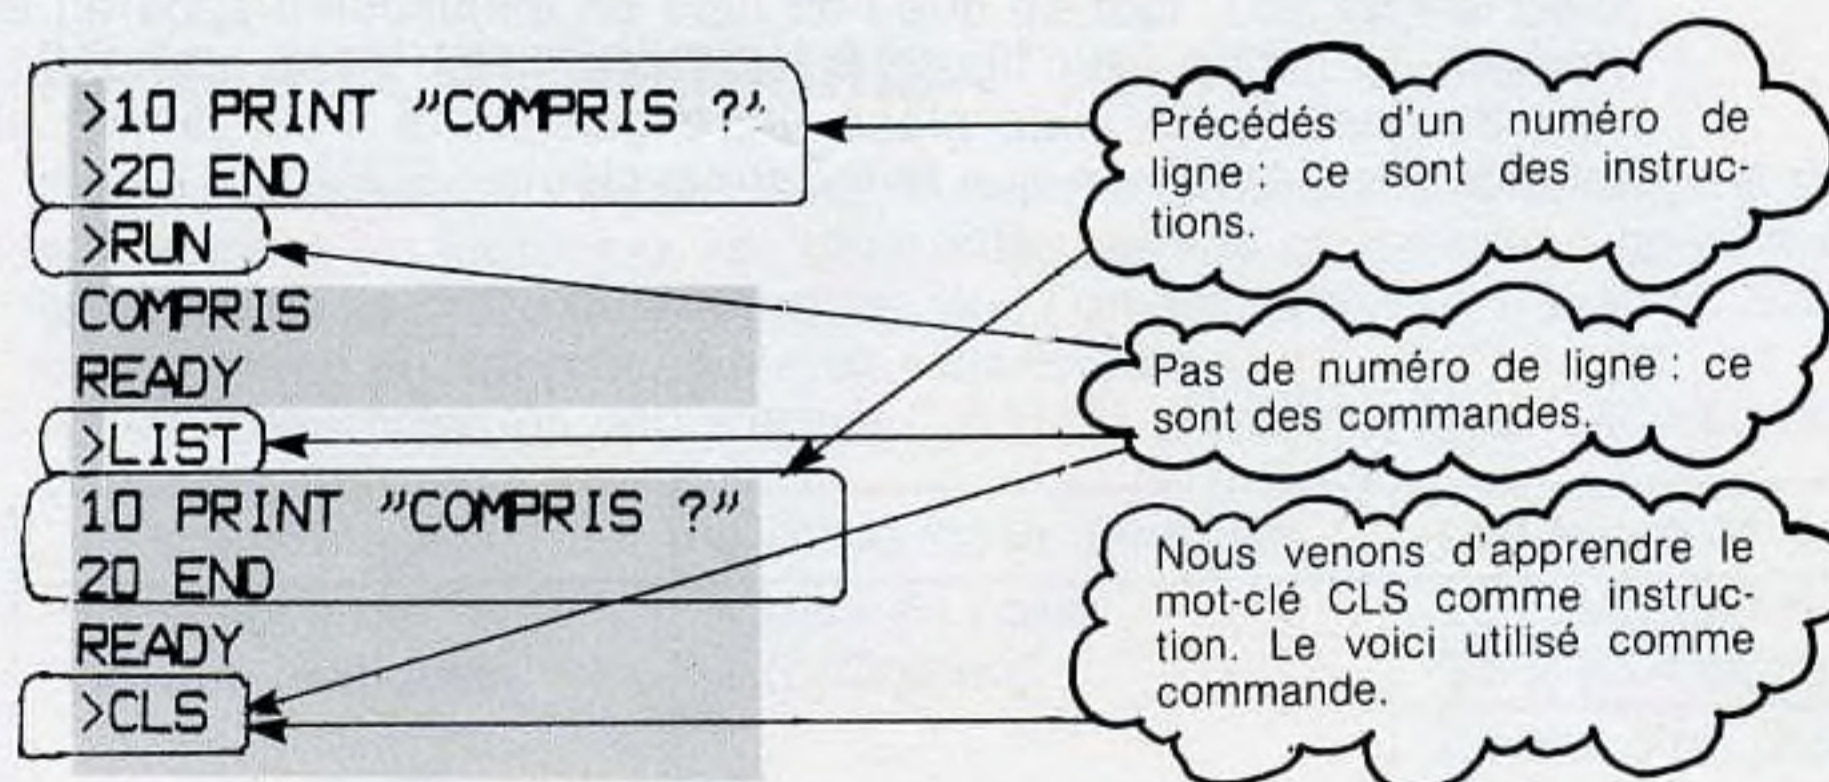 >10 PRINT "COMPRIS ?"
>20 END
>RUN
COMPRIS
READY
>LIST
10 PRINT "COMPRIS ?"
20 END
READY
>CLS
Précédés d'un numéro de
ligne : ce sont des instruc-
tions.
Pas de numéro de ligne : ce
sont des commandes.
Nous venons d'apprendre le
mot-clé CLS comme instruc-
tion. Le voici utilisé comme
commande.